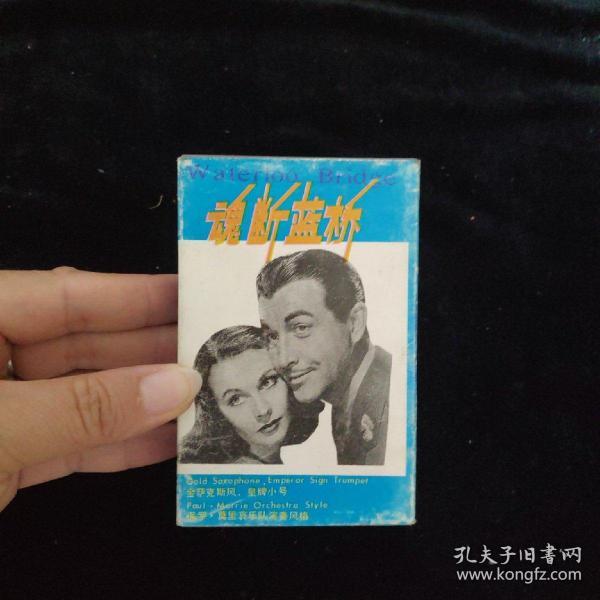 Waterloo Bridge
魂断蓝桥
Gold Saxophone, Emperor Sign Trumpet
金萨克斯风、皇牌小号
Paul·Morrie Orchestra Style
保罗·莫里哀乐队演奏风格
孔夫子旧书网
www.kongfz.com